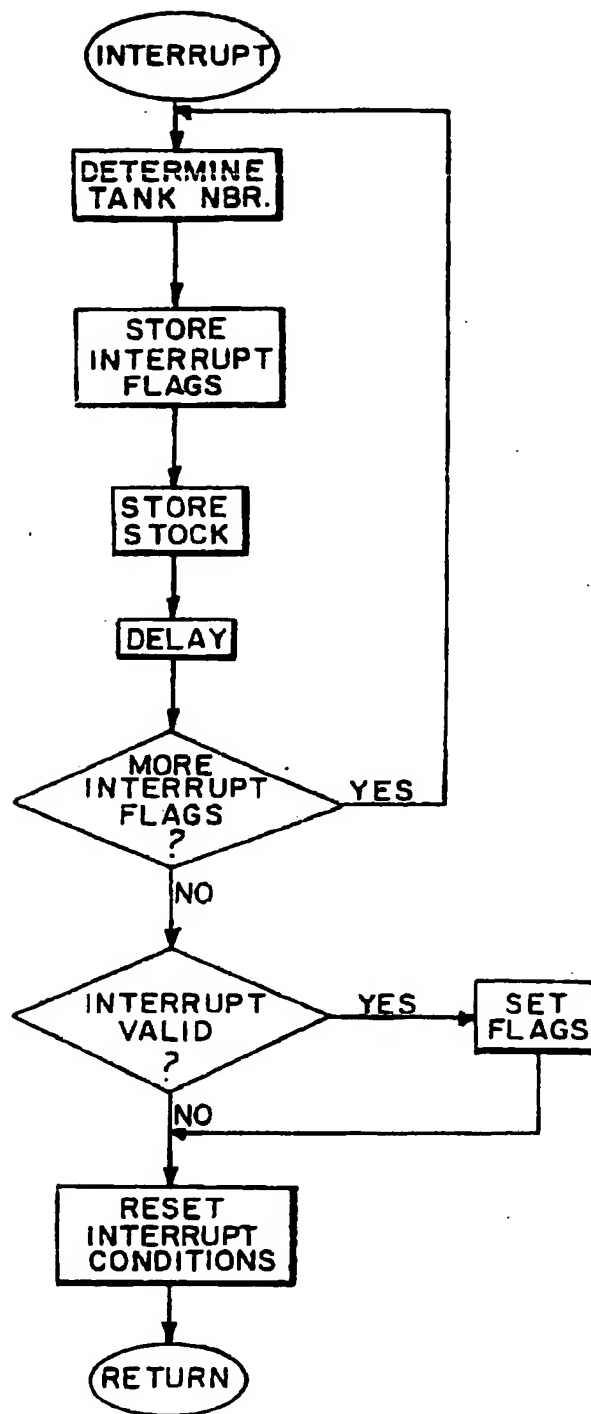 INTERRUPT
DETERMINE
TANK NBR.
STORE
INTERRUPT
FLAGS
STORE
STOCK
DELAY
MORE
INTERRUPT
FLAGS
?
YES
NO
INTERRUPT
VALID
?
YES
SET
FLAGS
NO
RESET
INTERRUPT
CONDITIONS
RETURN